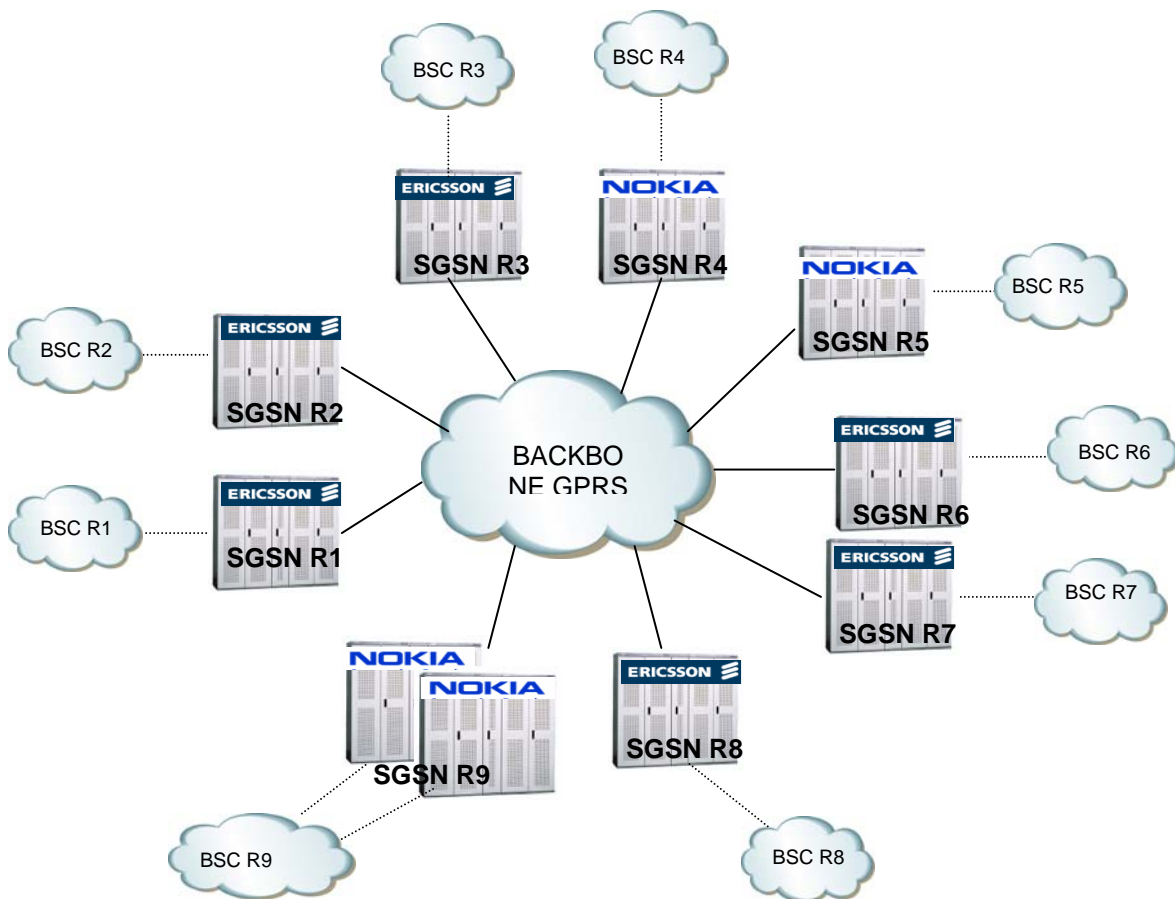 BSC R3
BSC R4
ERICSSON
SGSN R3
NOKIA
SGSN R4
NOKIA
SGSN R5
BSC R5
BSC R2
ERICSSON
SGSN R2
BACKBO
NE GPRS
ERICSSON
SGSN R6
BSC R6
BSC R1
ERICSSON
SGSN R1
ERICSSON
SGSN R7
BSC R7
NOKIA
NOKIA
SGSN R9
ERICSSON
SGSN R8
BSC R9
BSC R8